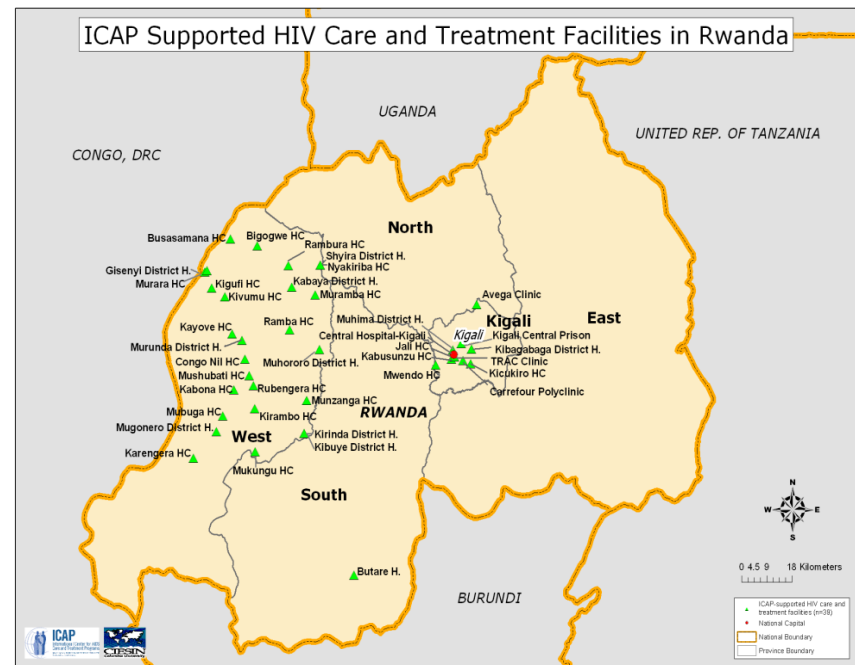 ICAP Supported HIV Care and Treatment Facilities in Rwanda
UGANDA
UNITED REP. OF TANZANIA
CONGO, DRC
North
Busasamana HC
Bigogwe HC
Rambura HC
Shyira District H.
Nyakiriba HC
Gisenyi District H.
Murara HC
Kigufi HC
Kivumu HC
Kabaya District H.
Muramba HC
Avega Clinic
Muhima District H.
Kigali
East
Kayove HC
Ramba HC
Central Hospital-Kigali
Kigali
Kigali Central Prison
Murunda District H.
Jali HC
Kibagabaga District H.
Congo Nil HC
Muhororo District H.
Kabusunzu HC
TRAC Clinic
Mushubati HC
Mwendo HC
Kicukiro HC
Kabona HC
Rubengera HC
Carrefour Polyclinic
Munzanga HC
Mubuga HC
Kirambo HC
RWANDA
Mugonero District H.
West
Kirinda District H.
Kibuye District H.
Karengera HC
Mukungu HC
South
Butare H.
BURUNDI
N
W
E
S
0 4.5 9 18 Kilometers
ICAP-supported HIV care and
treatment facilities (n=38)
National Capital
National Boundary
Province Boundary
ICAP
CIESIN